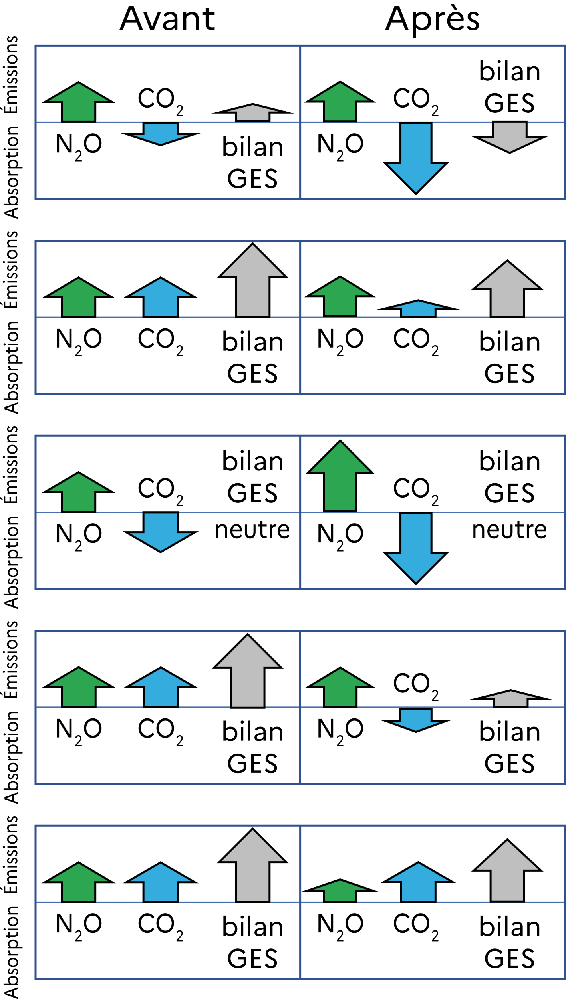 Avant
Après
Émissions
CO2
bilan
GES
CO2
Absorption
N2O
bilan
GES
N2O
Émissions
Absorption
N2O
CO2
bilan
GES
N2O
CO2
bilan
GES
Émissions
CO2
bilan
GES
CO2
bilan
GES
Absorption
N2O
neutre
N2O
neutre
Émissions
CO2
Absorption
N2O
CO2
bilan
GES
N2O
bilan
GES
Émissions
Absorption
N2O
CO2
bilan
GES
N2O
CO2
bilan
GES